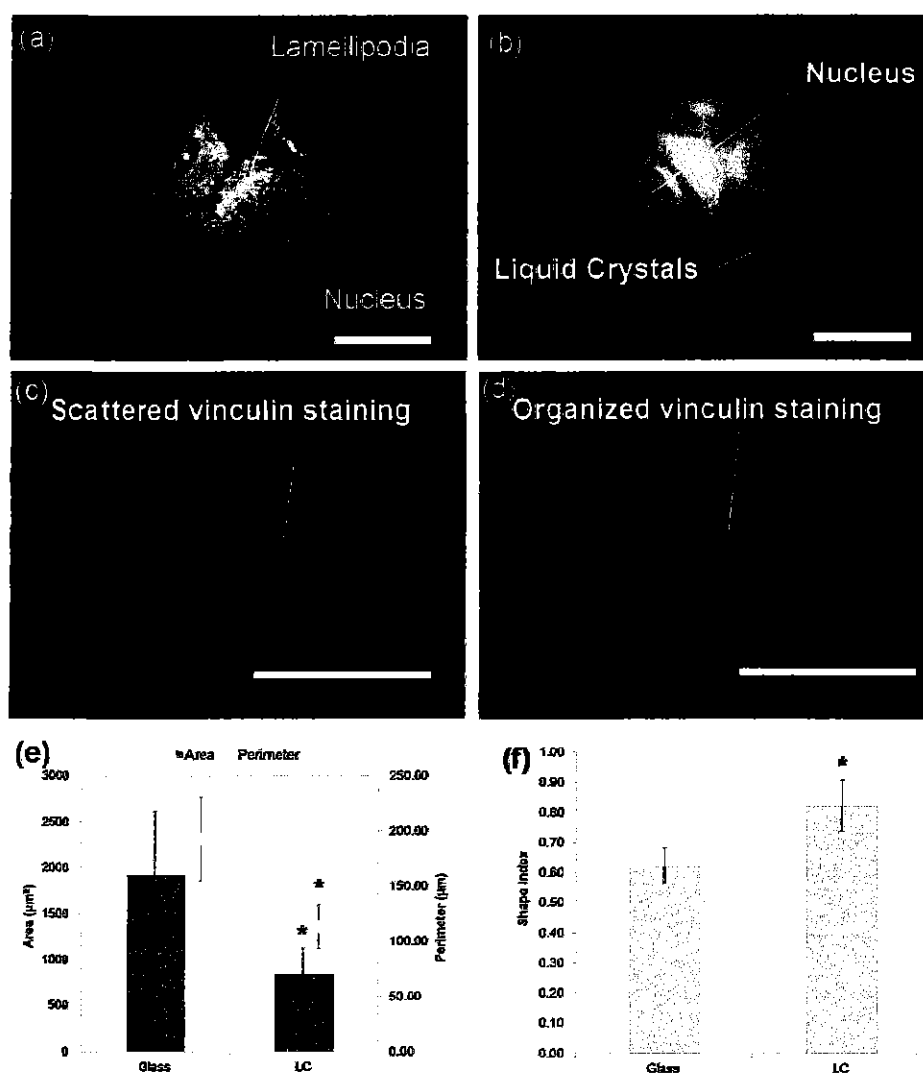 (a)
Lamellipodia
Nucleus
(b)
Nucleus
Liquid Crystals
(c)
Scattered vinculin staining
(d)
Organized vinculin staining
(e)
Area Perimeter
3000
2500
2000
1500
1000
500
0
Area (µm²)
*
*
Glass
LC
250.00
200.00
150.00
100.00
50.00
0.00
Perimeter (µm)
(f)
1.00
0.90
0.80
0.70
0.60
0.50
0.40
0.30
0.20
0.10
0.00
Shape Index
*
Glass
LC